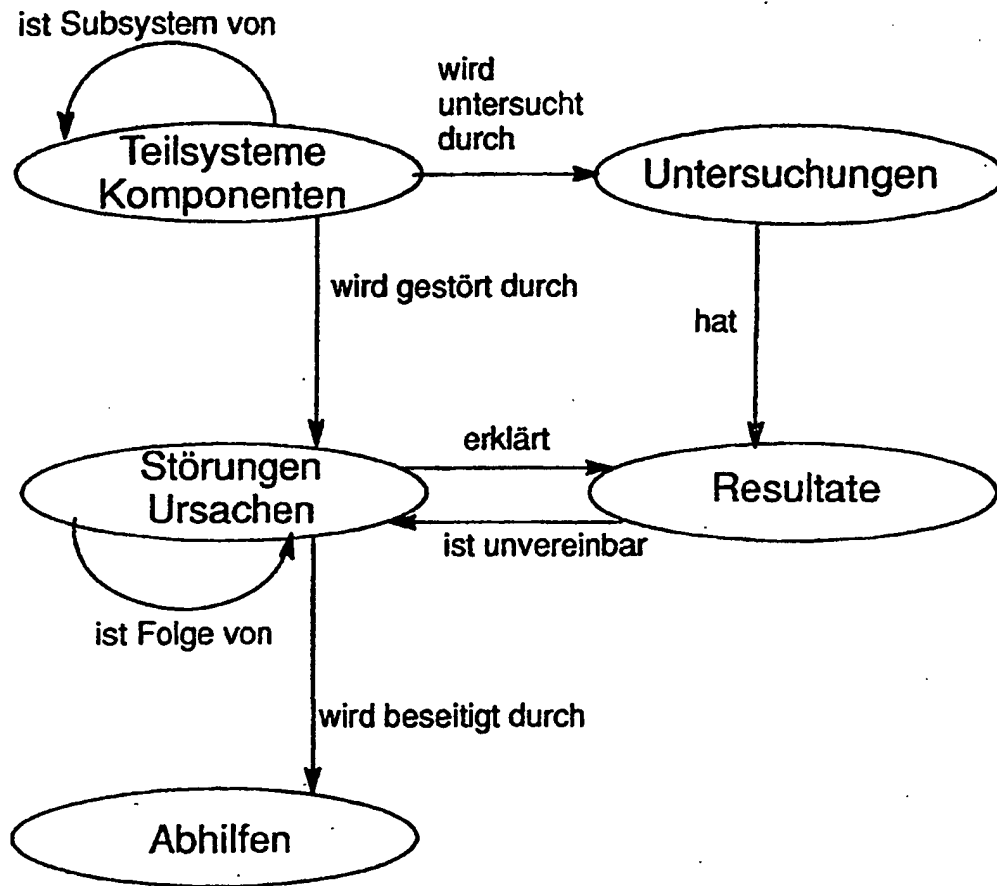 ist Subsystem von
wird
untersucht
durch
Teilsysteme
Komponenten
Untersuchungen
wird gestört durch
hat
erklärt
Störungen
Ursachen
Resultate
ist unvereinbar
ist Folge von
wird beseitigt durch
Abhilfen